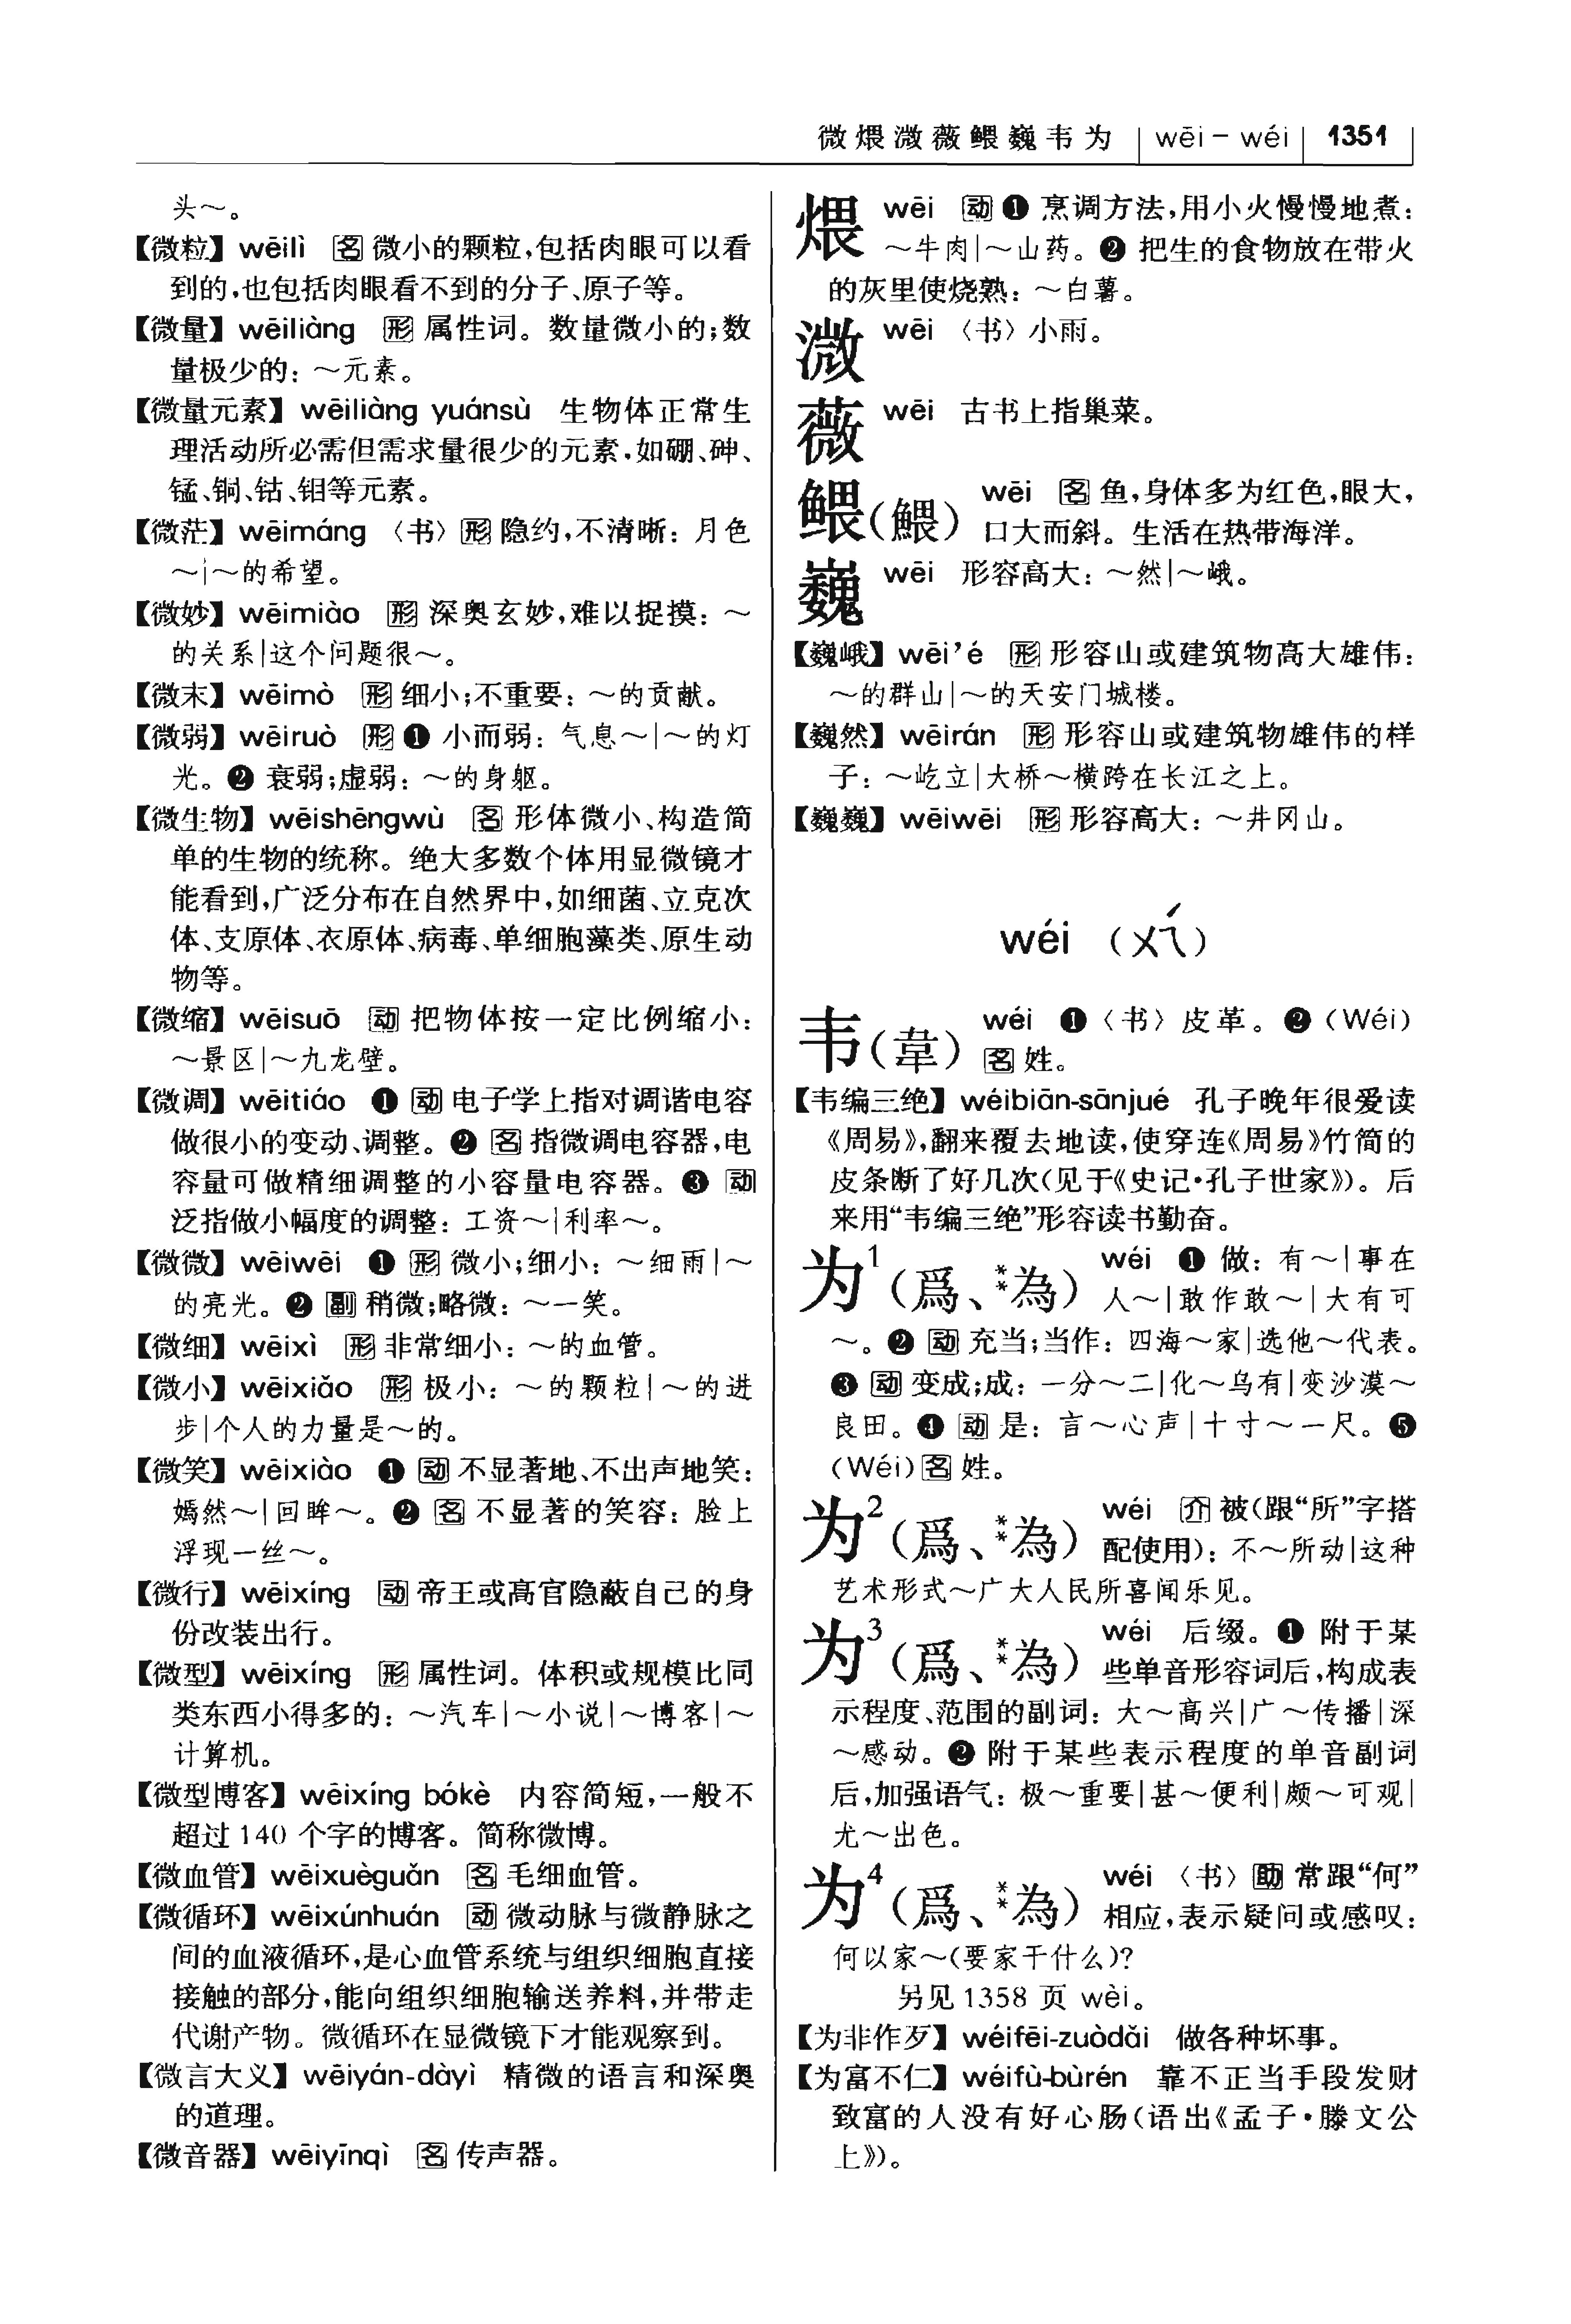 微煨溦薇鳂巍韦为 wēi－wéi 1351
头～。
【微粒】wēilì 名 微小的颗粒，包括肉眼可以看
到的，也包括肉眼看不到的分子、原子等。
【微量】wēiliàng 形 属性词。数量微小的；数
量极少的：～元素。
【微量元素】wēiliàng yuánsù 生物体正常生
理活动所必需但需求量很少的元素，如硼、砷、
锰、铜、钴、钼等元素。
【微茫】wēimáng 〈书〉形 隐约，不清晰：月色
～|～的希望。
【微妙】wēimiào 形 深奥玄妙，难以捉摸：～
的关系|这个问题很～。
【微末】wēimò 形 细小；不重要：～的贡献。
【微弱】wēiruò 形 ❶ 小而弱：气息～|～的灯
光。❷ 衰弱；虚弱：～的身躯。
【微生物】wēishēngwù 名 形体微小、构造简
单的生物的统称。绝大多数个体用显微镜才
能看到，广泛分布在自然界中，如细菌、立克次
体、支原体、衣原体、病毒、单细胞藻类、原生动
物等。
【微缩】wēisuō 动 把物体按一定比例缩小：
～景区|～九龙壁。
【微调】wēitiáo ❶ 动 电子学上指对调谐电容
做很小的变动、调整。❷ 名 指微调电容器，电
容量可做精细调整的小容量电容器。❸ 动
泛指做小幅度的调整：工资～|利率～。
【微微】wēiwēi ❶ 形 微小；细小：～细雨|～
的亮光。❷ 副 稍微；略微：～一笑。
【微细】wēixì 形 非常细小：～的血管。
【微小】wēixiǎo 形 极小：～的颗粒|～的进
步|个人的力量是～的。
【微笑】wēixiào ❶ 动 不显著地、不出声地笑：
嫣然～|回眸～。❷ 名 不显著的笑容：脸上
浮现一丝～。
【微行】wēixíng 动 帝王或高官隐蔽自己的身
份改装出行。
【微型】wēixíng 形 属性词。体积或规模比同
类东西小得多的：～汽车|～小说|～博客|～
计算机。
【微型博客】wēixíng bókè 内容简短，一般不
超过140 个字的博客。简称微博。
【微血管】wēixuèguǎn 名 毛细血管。
【微循环】wēixúnhuán 动 微动脉与微静脉之
间的血液循环，是心血管系统与组织细胞直接
接触的部分，能向组织细胞输送养料，并带走
代谢产物。微循环在显微镜下才能观察到。
【微言大义】wēiyán-dàyì 精微的语言和深奥
的道理。
【微音器】wēiyīnqì 名 传声器。
煨 wēi 动 ❶ 烹调方法，用小火慢慢地煮：
～牛肉|～山药。❷ 把生的食物放在带火
的灰里使烧熟：～白薯。
溦 wēi 〈书〉小雨。
薇 wēi 古书上指巢菜。
鳂(鰃) wēi 名 鱼，身体多为红色，眼大，
口大而斜。生活在热带海洋。
巍 wēi 形容高大：～然|～峨。
【巍峨】wēi’é 形 形容山或建筑物高大雄伟：
～的群山|～的天安门城楼。
【巍然】wēirán 形 形容山或建筑物雄伟的样
子：～屹立|大桥～横跨在长江之上。
【巍巍】wēiwēi 形 形容高大：～井冈山。
wéi (ㄨㄟˊ)
韦(韋) wéi ❶〈书〉皮革。❷ (Wéi)
名 姓。
【韦编三绝】wéibiān-sānjué 孔子晚年很爱读
《周易》，翻来覆去地读，使穿连《周易》竹简的
皮条断了好几次(见于《史记·孔子世家》)。后
来用“韦编三绝”形容读书勤奋。
为¹(爲、**為) wéi ❶ 做：有～|事在
人～|敢作敢～|大有可
～。❷ 动 充当；当作：四海～家|选他～代表。
❸ 动 变成；成：一分～二|化～乌有|变沙漠～
良田。❹ 动 是：言～心声|十寸～一尺。❺
(Wéi) 名 姓。
为²(爲、**為) wéi 介 被(跟“所”字搭
配使用)：不～所动|这种
艺术形式～广大人民所喜闻乐见。
为³(爲、**為) wéi 后缀。❶ 附于某
些单音形容词后，构成表
示程度、范围的副词：大～高兴|广～传播|深
～感动。❷ 附于某些表示程度的单音副词
后，加强语气：极～重要|甚～便利|颇～可观|
尤～出色。
为⁴(爲、**為) wéi 〈书〉助 常跟“何”
相应，表示疑问或感叹：
何以家～(要家干什么)?
另见1358 页 wèi。
【为非作歹】wéifēi-zuòdǎi 做各种坏事。
【为富不仁】wéifù-bùrén 靠不正当手段发财
致富的人没有好心肠(语出《孟子·滕文公
上》)。